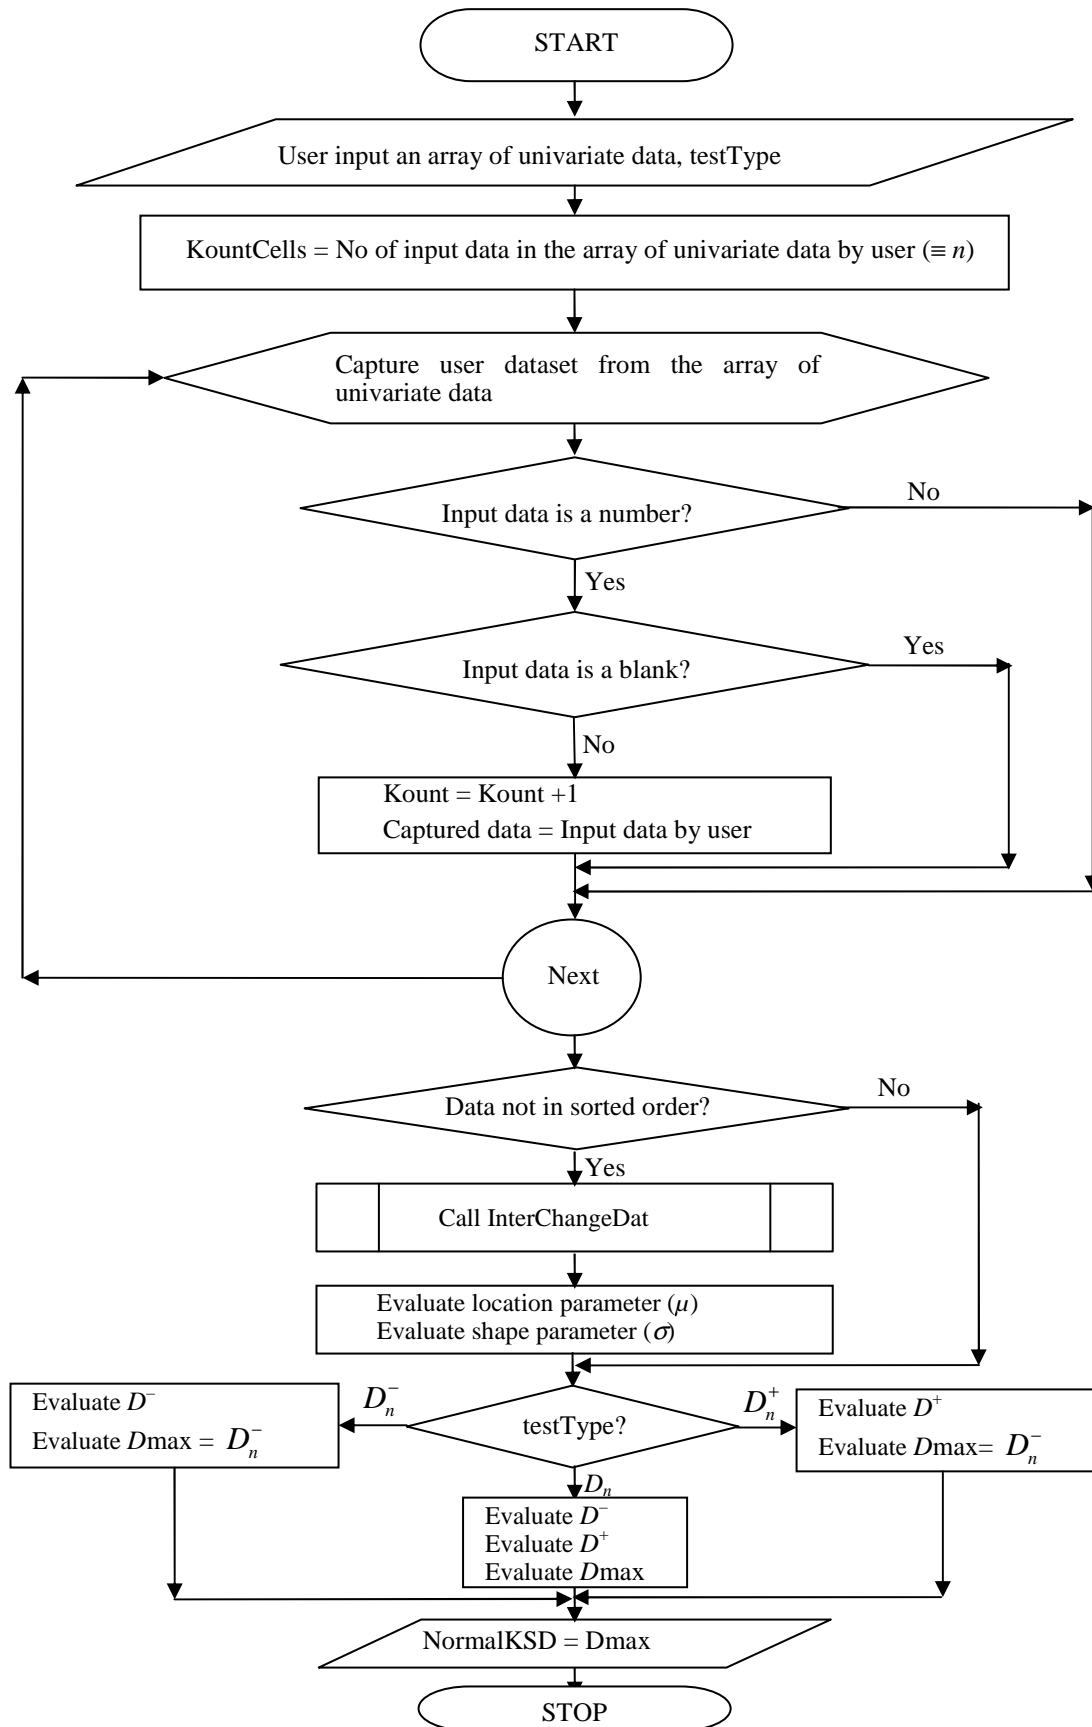 START
User input an array of univariate data, testType
KountCells = No of input data in the array of univariate data by user (≡ n)
Capture user dataset from the array of
univariate data
Input data is a number?
No
Yes
Input data is a blank?
Yes
No
Kount = Kount +1
Captured data = Input data by user
Next
Data not in sorted order?
No
Yes
Call InterChangeDat
Evaluate location parameter (μ)
Evaluate shape parameter (σ)
Evaluate D⁻
Evaluate Dmax = Dₙ⁻
Dₙ⁻
testType?
Dₙ⁺
Evaluate D⁺
Evaluate Dmax= Dₙ⁻
Dₙ
Evaluate D⁻
Evaluate D⁺
Evaluate Dmax
NormalKSD = Dmax
STOP